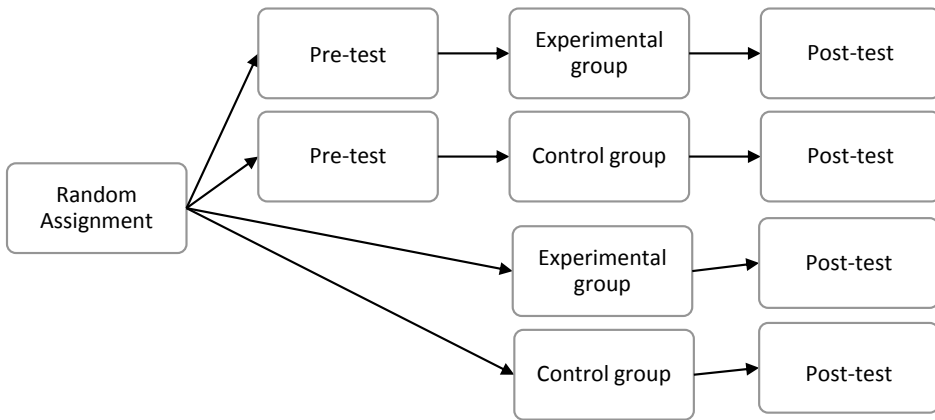 Pre-test
Experimental
group
Post-test
Pre-test
Control group
Post-test
Random
Assignment
Experimental
group
Post-test
Control group
Post-test